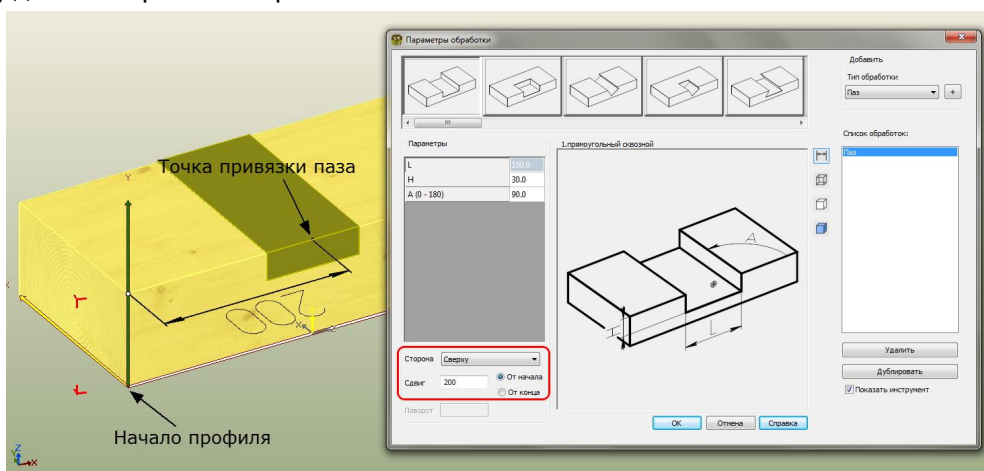 Параметры обработки
Добавить
Тип обработки
Паз
+
Список обработок:
Паз
Параметры
L 100.0
H 30.0
A (0 - 180) 90.0
1.прямоугольный сквозной
A
H
L
Сторона Сверху
Сдвиг 200
От начала
От конца
Поворот
Удалить
Дублировать
Показать инструмент
OK Отмена Справка
Точка привязки паза
Y
200
X
Начало профиля
Z
X